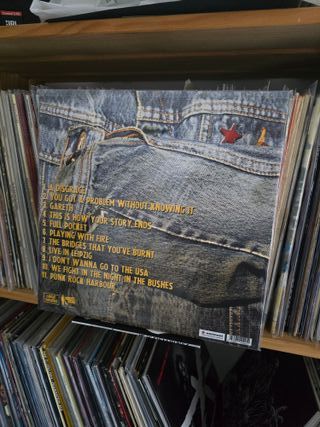 1. A DISGRACE
2. YOU GOT A PROBLEM WITHOUT KNOWING IT
3. GARETH
4. THIS IS HOW YOUR STORY ENDS
5. FULL POCKET
6. PLAYING WITH FIRE
7. THE BRIDGES THAT YOU'VE BURNT
8. LIVE IN LEIPZIG
9. I DON'T WANNA GO TO THE USA
10. WE FIGHT IN THE NIGHT IN THE BUSHES
11. PUNK ROCK HARBOUR